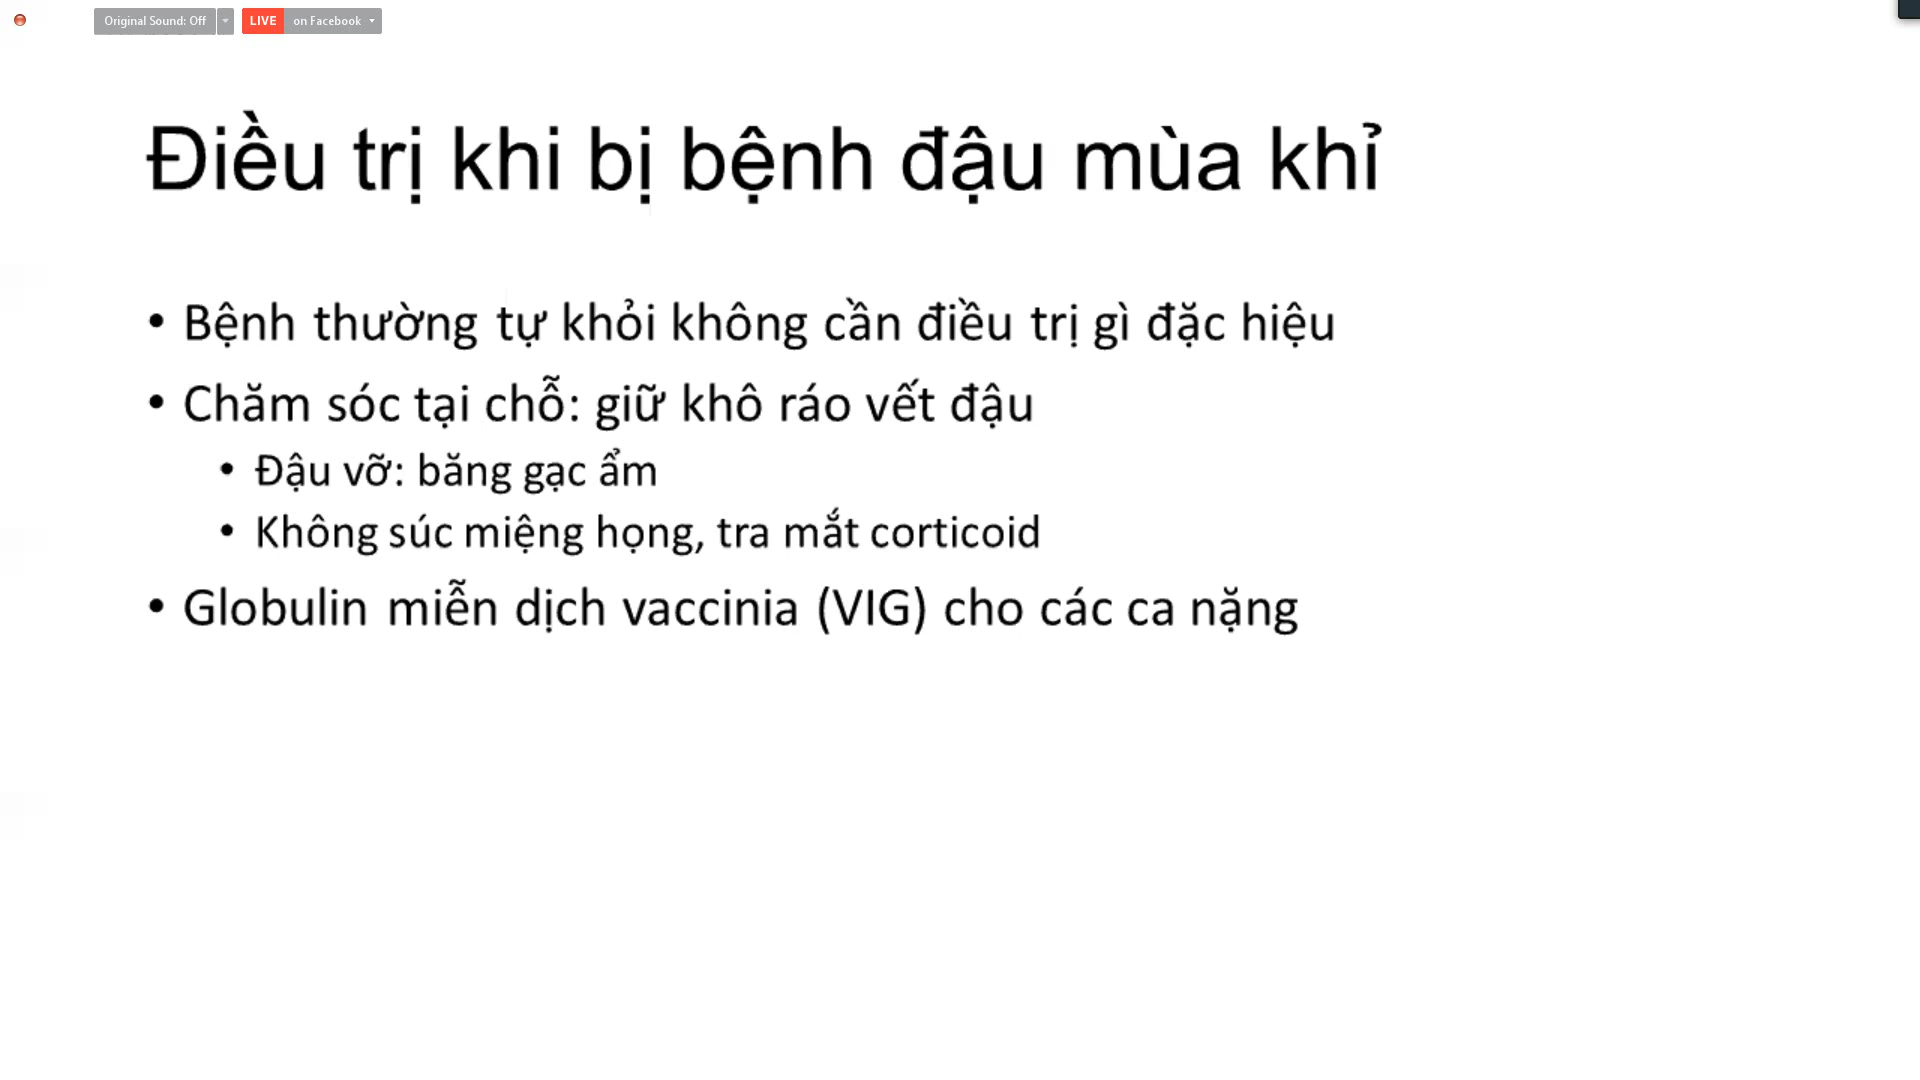 Original Sound: Off LIVE on Facebook
Điều trị khi bị bệnh đậu mùa khỉ
• Bệnh thường tự khỏi không cần điều trị gì đặc hiệu
• Chăm sóc tại chỗ: giữ khô ráo vết đậu
• Đậu vỡ: băng gạc ẩm
• Không súc miệng họng, tra mắt corticoid
• Globulin miễn dịch vaccinia (VIG) cho các ca nặng